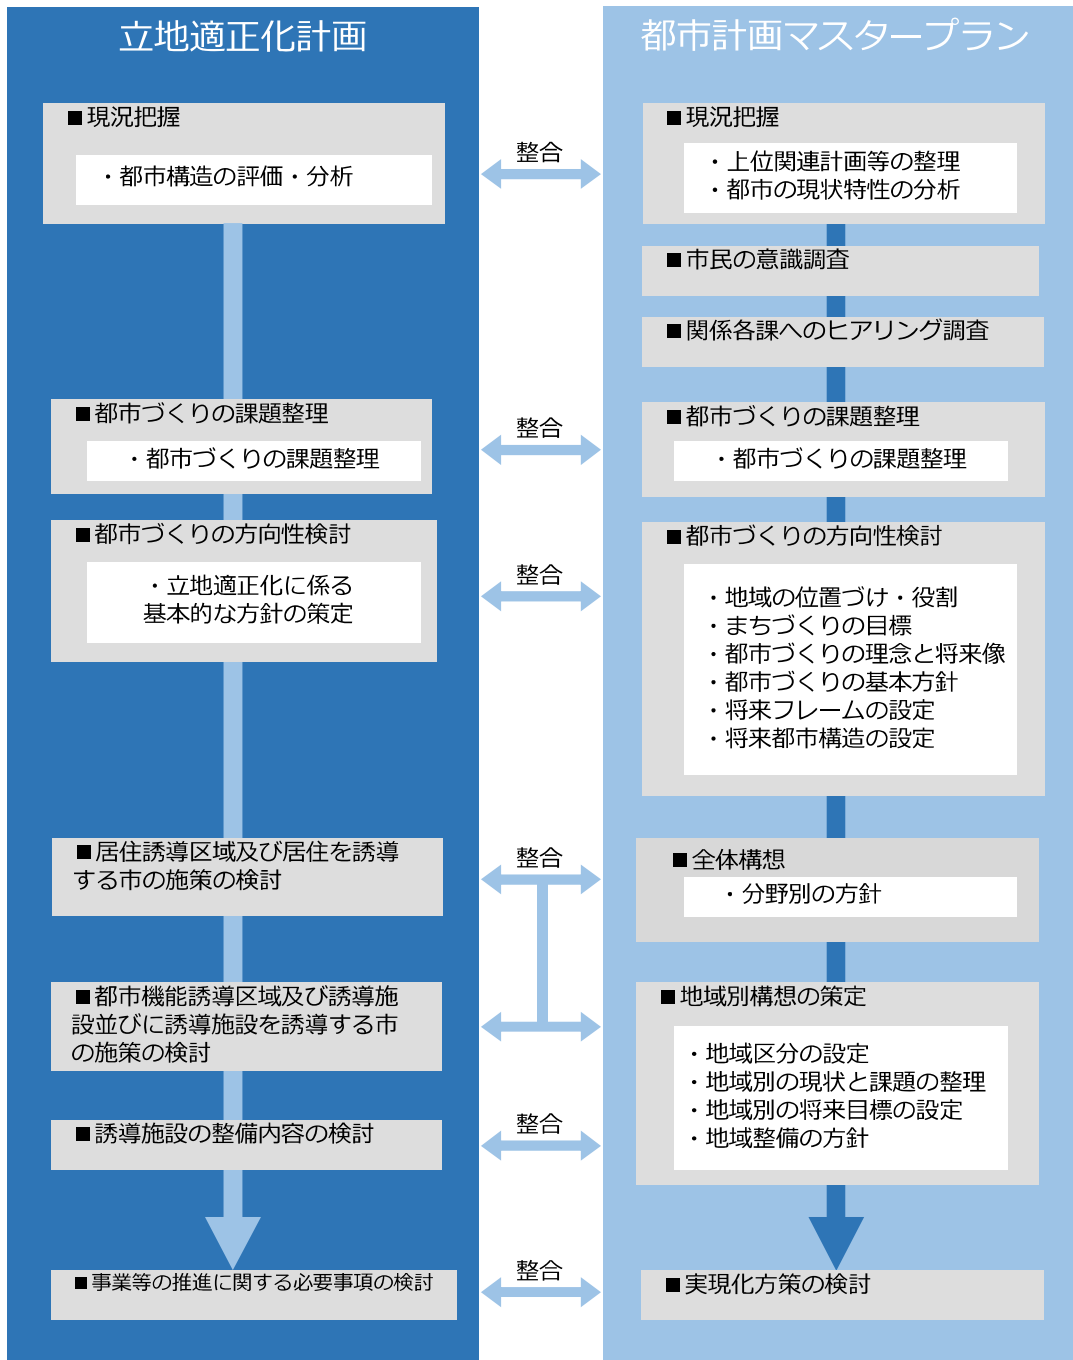 立地適正化計画
■現況把握
・都市構造の評価・分析
■都市づくりの課題整理
・都市づくりの課題整理
■都市づくりの方向性検討
・立地適正化に係る
基本的な方針の策定
■居住誘導区域及び居住を誘導
する市の施策の検討
■都市機能誘導区域及び誘導施
設並びに誘導施設を誘導する市
の施策の検討
■誘導施設の整備内容の検討
■事業等の推進に関する必要事項の検討
整合
整合
整合
整合
整合
整合
都市計画マスタープラン
■現況把握
・上位関連計画等の整理
・都市の現状特性の分析
■市民の意識調査
■関係各課へのヒアリング調査
■都市づくりの課題整理
・都市づくりの課題整理
■都市づくりの方向性検討
・地域の位置づけ・役割
・まちづくりの目標
・都市づくりの理念と将来像
・都市づくりの基本方針
・将来フレームの設定
・将来都市構造の設定
■全体構想
・分野別の方針
■地域別構想の策定
・地域区分の設定
・地域別の現状と課題の整理
・地域別の将来目標の設定
・地域整備の方針
■実現化方策の検討